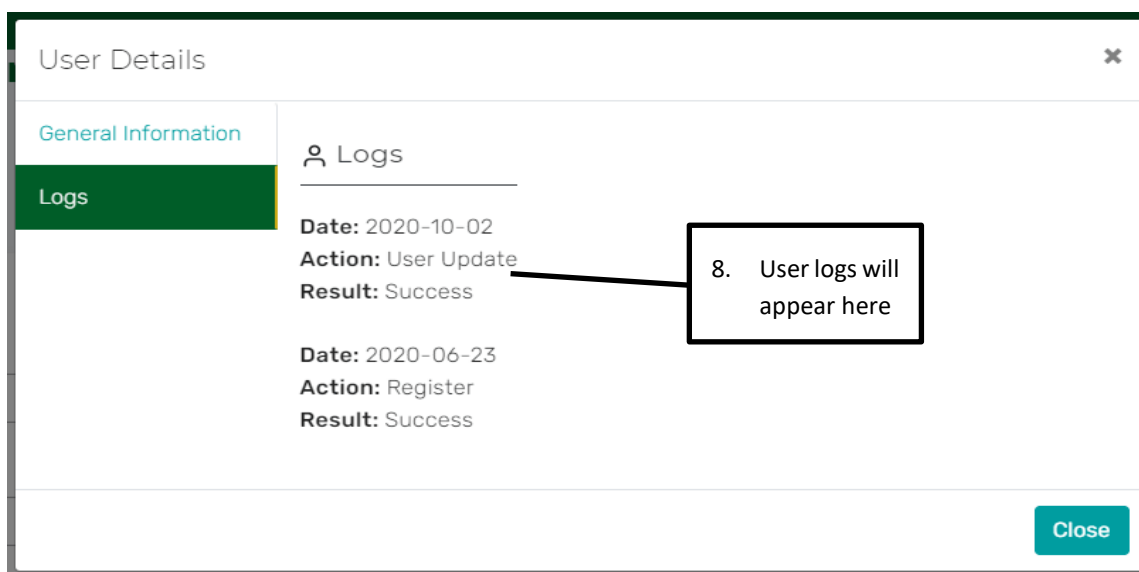 User Details
General Information
Logs
Logs
Date: 2020-10-02
Action: User Update
Result: Success
Date: 2020-06-23
Action: Register
Result: Success
8. User logs will
appear here
Close